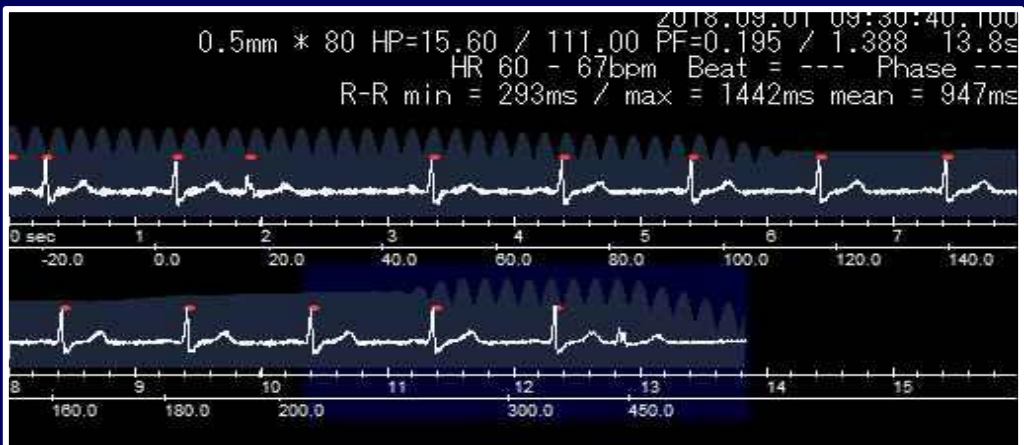 2018.09.01 09:30:40.100
0.5mm * 80 HP=15.60 / 111.00 PF=0.195 / 1.388 13.8s
HR 60 - 67bpm Beat = --- Phase ---
R-R min = 293ms / max = 1442ms mean = 947ms
0 sec 1 2 3 4 5 6 7
-20.0 0.0 20.0 40.0 60.0 80.0 100.0 120.0 140.0
8 9 10 11 12 13 14 15
160.0 180.0 200.0 300.0 450.0